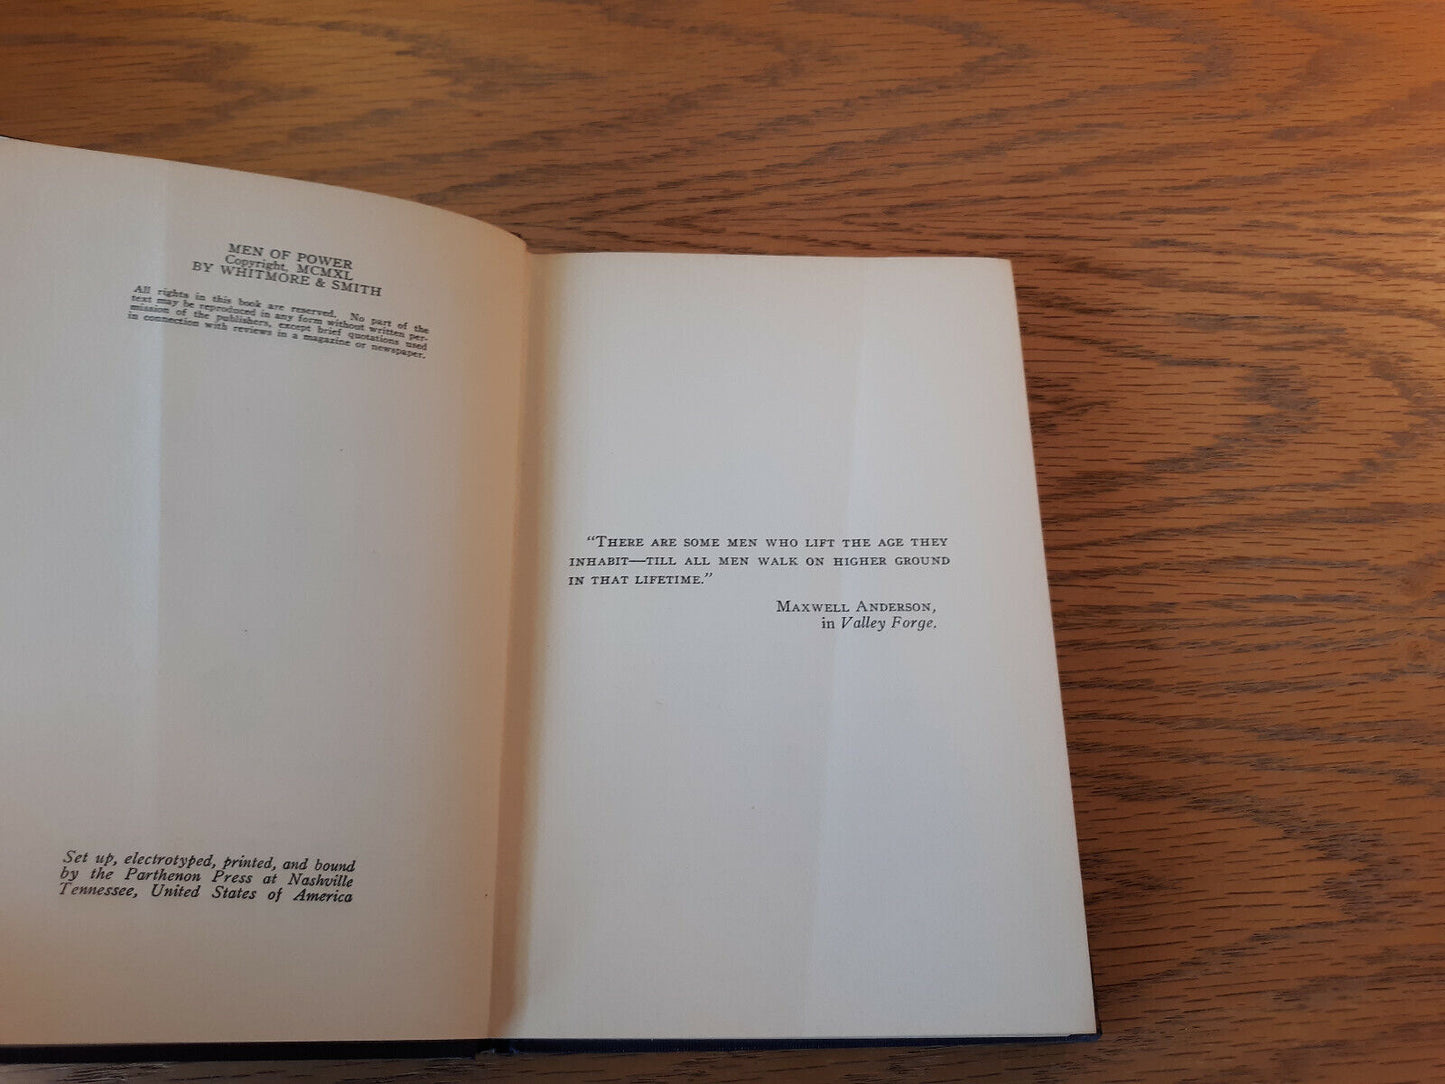 MEN OF POWER
Copyright, MCMXL
BY WHITMORE & SMITH
All rights in this book are reserved. No part of the
text may be reproduced in any form without written per-
mission of the publishers, except brief quotations used
in connection with reviews in a magazine or newspaper.
Set up, electrotyped, printed, and bound
by the Parthenon Press at Nashville
Tennessee, United States of America
“THERE ARE SOME MEN WHO LIFT THE AGE THEY
INHABIT—TILL ALL MEN WALK ON HIGHER GROUND
IN THAT LIFETIME.”
MAXWELL ANDERSON,
in Valley Forge.